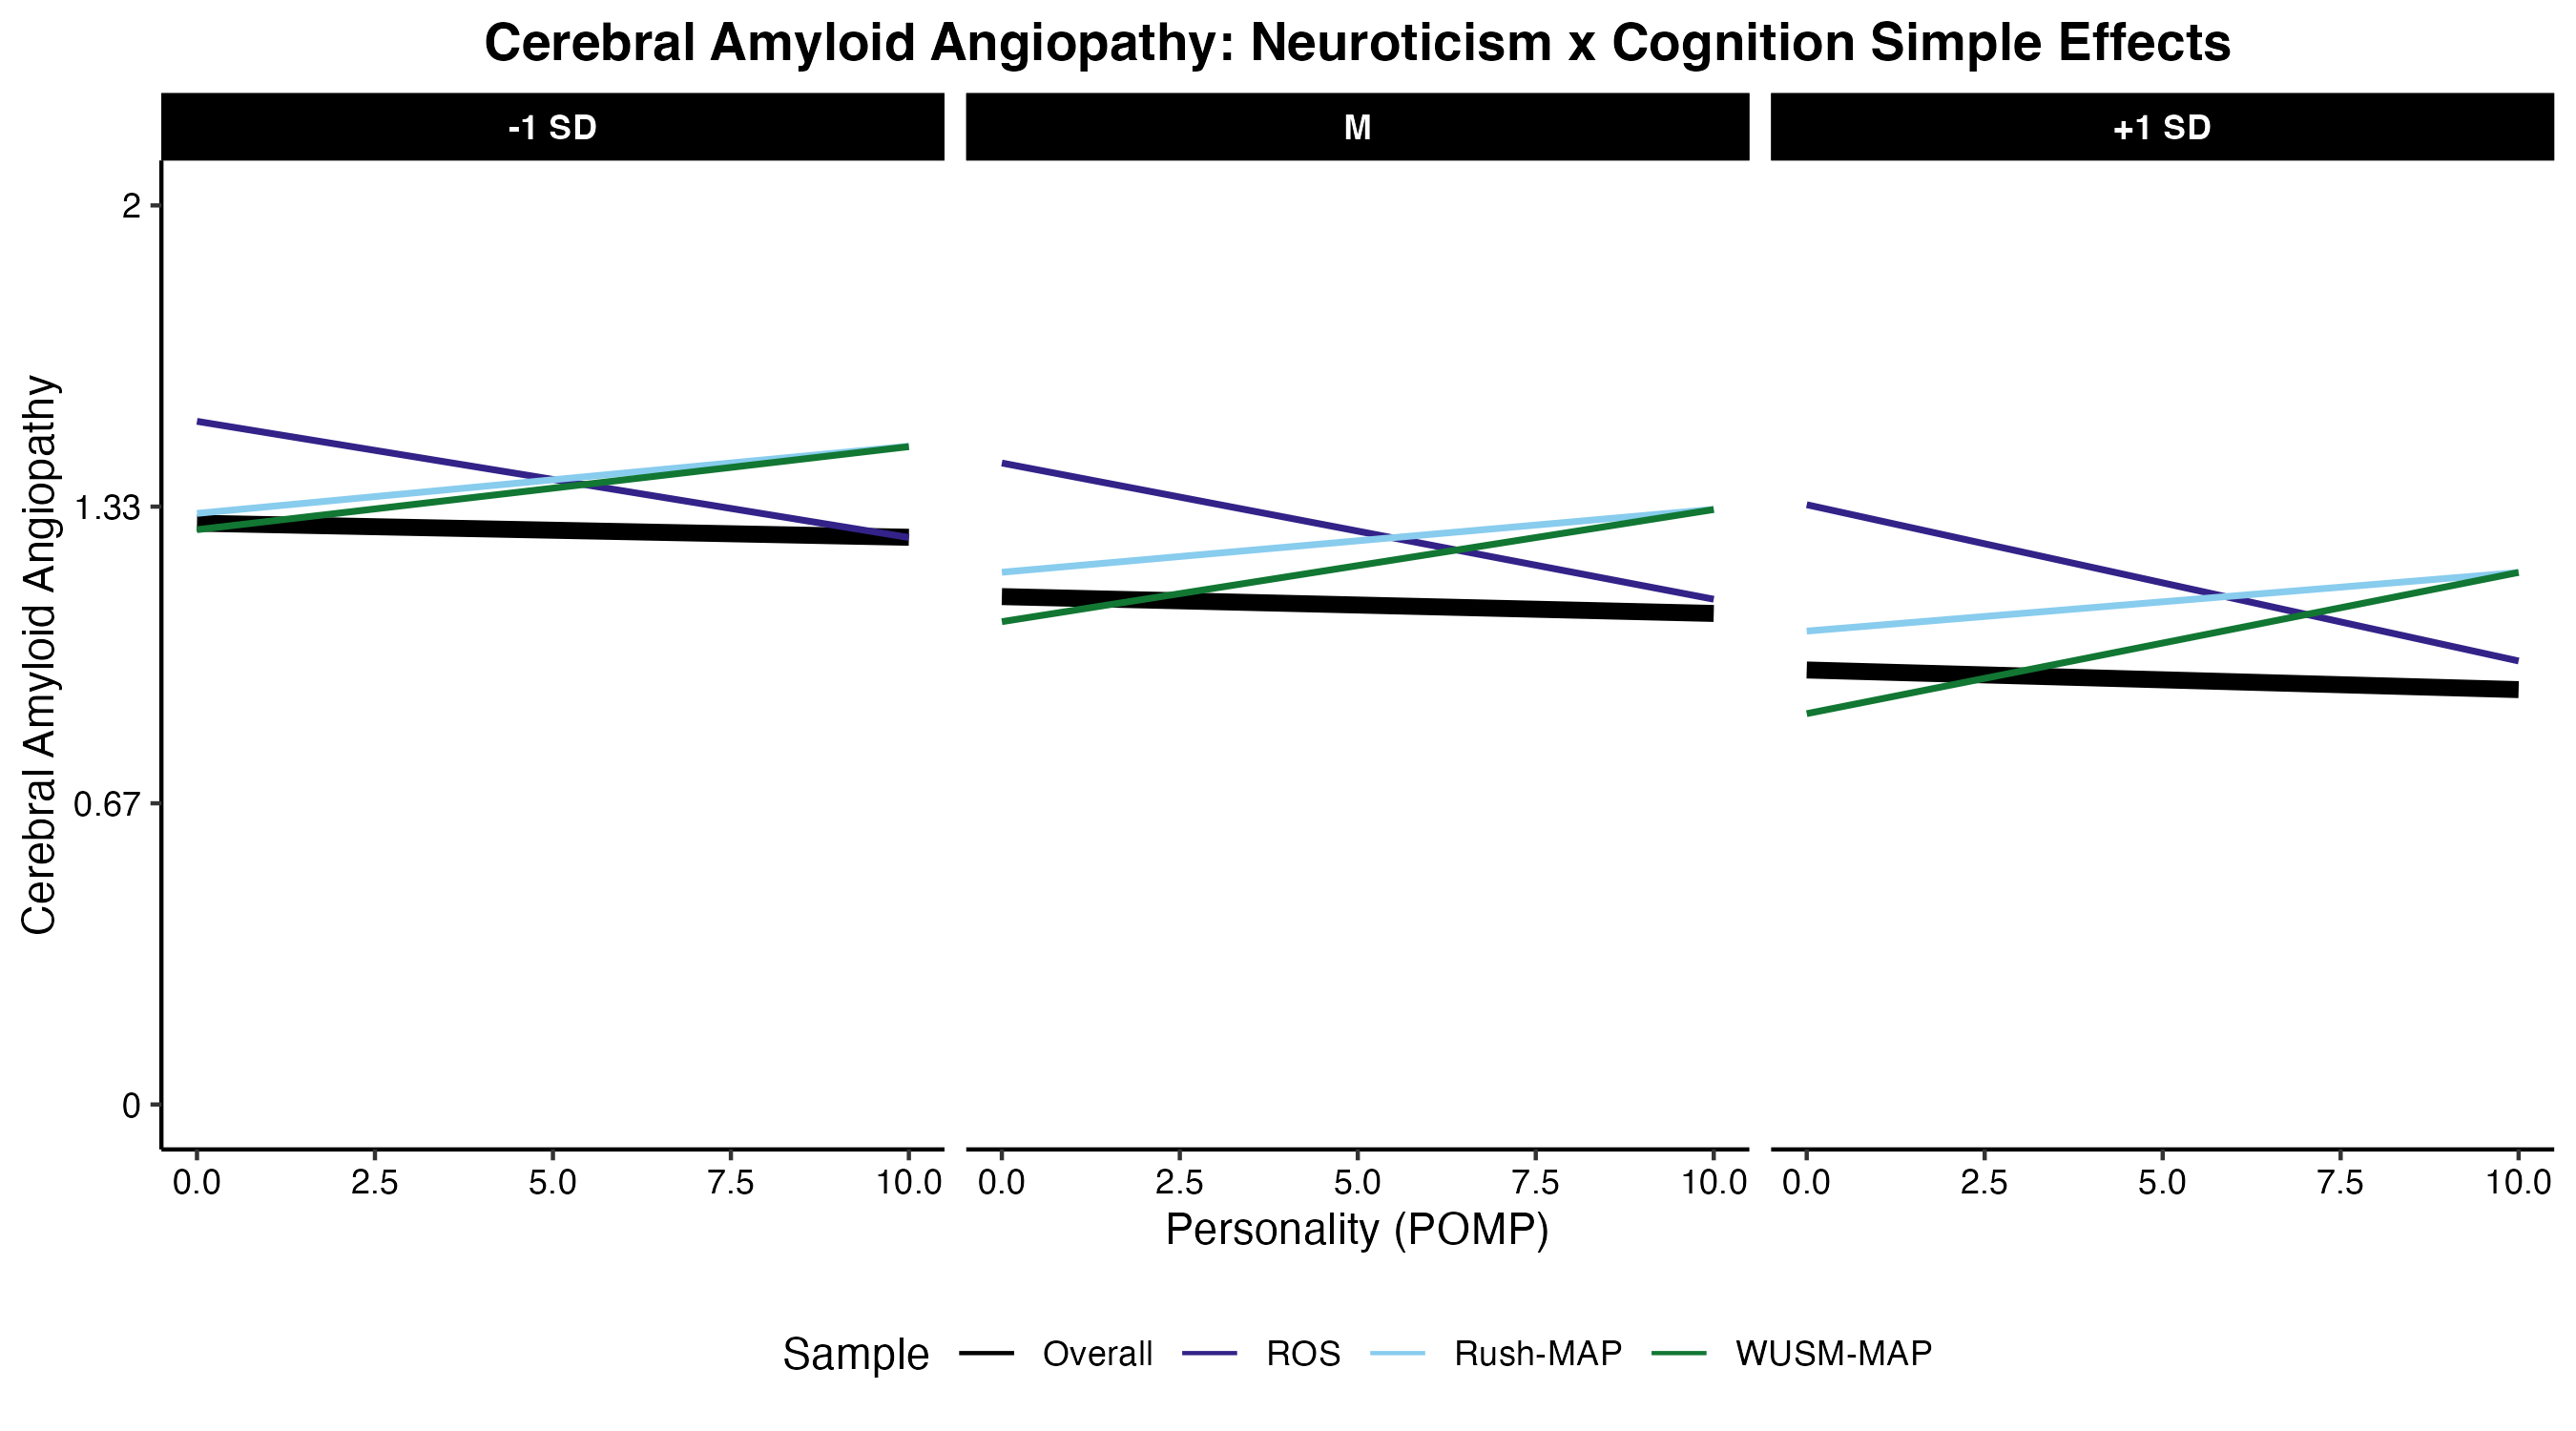 Cerebral Amyloid Angiopathy: Neuroticism x Cognition Simple Effects
-1 SD
M
+1 SD
Cerebral Amyloid Angiopathy
2
1.33
0.67
0
0.0 2.5 5.0 7.5 10.0
0.0 2.5 5.0 7.5 10.0
0.0 2.5 5.0 7.5 10.0
Personality (POMP)
Sample Overall ROS Rush-MAP WUSM-MAP